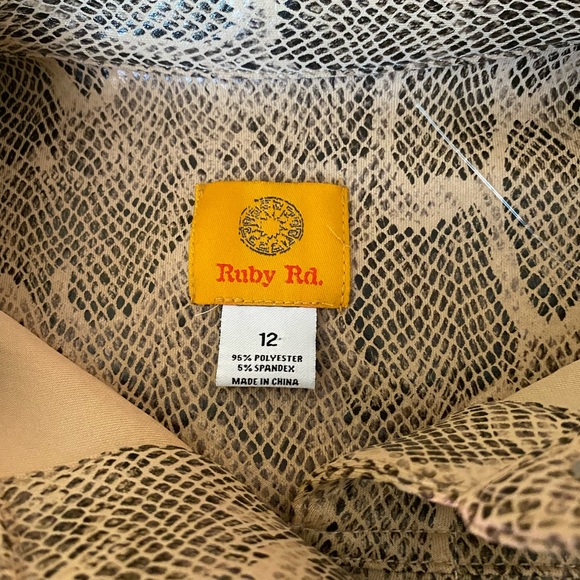 Ruby Rd.
12
95% POLYESTER
5% SPANDEX
MADE IN CHINA